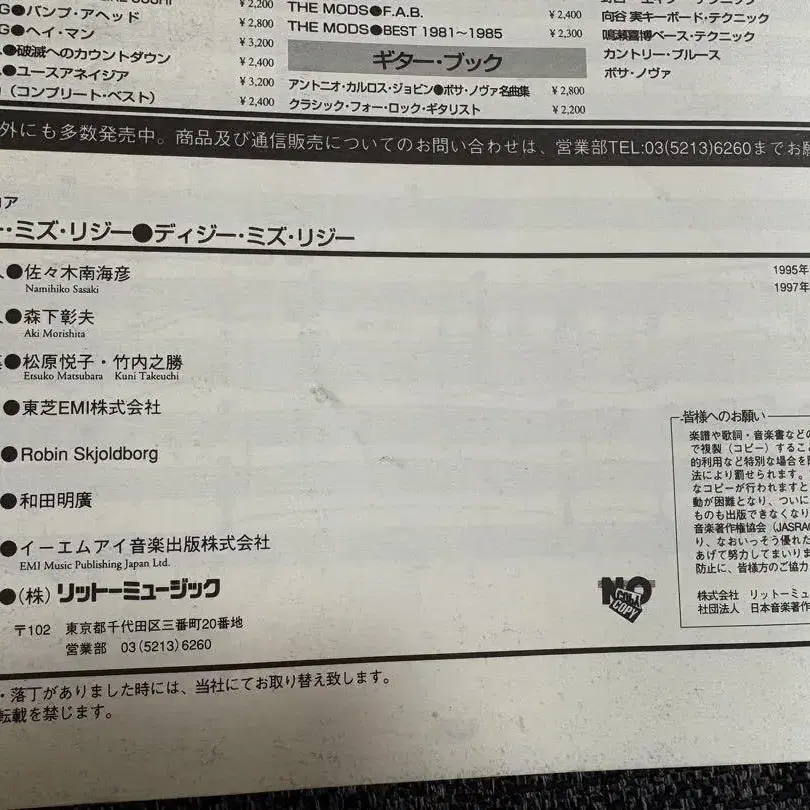 ¥2,200
G●パンプ・アヘッド
¥2,800
G●ヘイ・マン
¥3,200
●破滅へのカウントダウン
¥2,400
●ユースアネイジア
¥3,200
(コンプリート・ベスト)
¥2,400
THE MODS●F.A.B.
¥2,400
THE MODS●BEST 1981〜1985
¥2,300
ギター・ブック
アントニオ・カルロス・ジョビン●ボサ・ノヴァ名曲集
¥2,800
クラシック・フォー・ロック・ギタリスト
¥2,200
向谷 実キーボード・テクニック
鳴瀬喜博ベース・テクニック
カントリー・ブルース
ボサ・ノヴァ
外にも多数発売中。商品及び通信販売についてのお問い合わせは、営業部TEL:03(5213)6260までお
ア
・ミズ・リジー●ディジー・ミズ・リジー
●佐々木南海彦
Namihiko Sasaki
1995年
1997年
●森下彰夫
Aki Morishita
●松原悦子・竹内之勝
Etsuko Matsubara Kuni Takeuchi
●東芝EMI株式会社
●Robin Skjoldborg
●和田明廣
●イーエムアイ音楽出版株式会社
EMI Music Publishing Japan Ltd.
●(株)リットーミュージック
〒102 東京都千代田区三番町20番地
営業部 03(5213)6260
NO
COPY
皆様へのお願い
楽譜や歌詞・音楽書などの
で複製(コピー)するこ
的利用など特別な場合を
法により罰せられます。
なコピーが行われますと
動が困難となり、ついに
ものも出版できなくなり
音楽著作権協会(JASRAC
り、なおいっそう優れた
あげて努力してまいりま
防止に、皆様方のご協力
株式会社 リットーミュ
社団法人 日本音楽著作
・落丁がありました時には、当社にてお取り替え致します。
転載を禁じます。